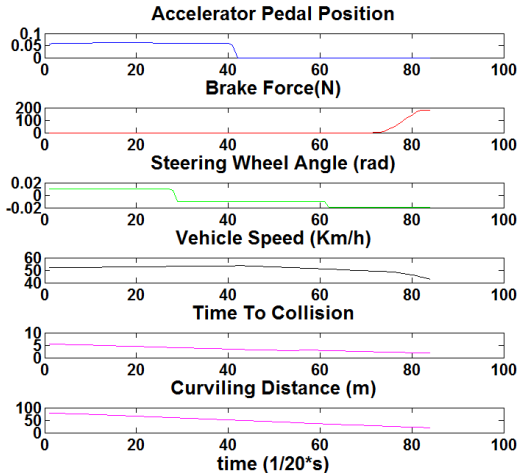 Accelerator Pedal Position
0.1
0.05
0
0 20 40 60 80 100
Brake Force(N)
200
100
0
0 20 40 60 80 100
Steering Wheel Angle (rad)
0.02
0
-0.02
0 20 40 60 80 100
Vehicle Speed (Km/h)
60
50
40
0 20 40 60 80 100
Time To Collision
10
5
0
0 20 40 60 80 100
Curviling Distance (m)
100
50
0
0 20 40 60 80 100
time (1/20*s)